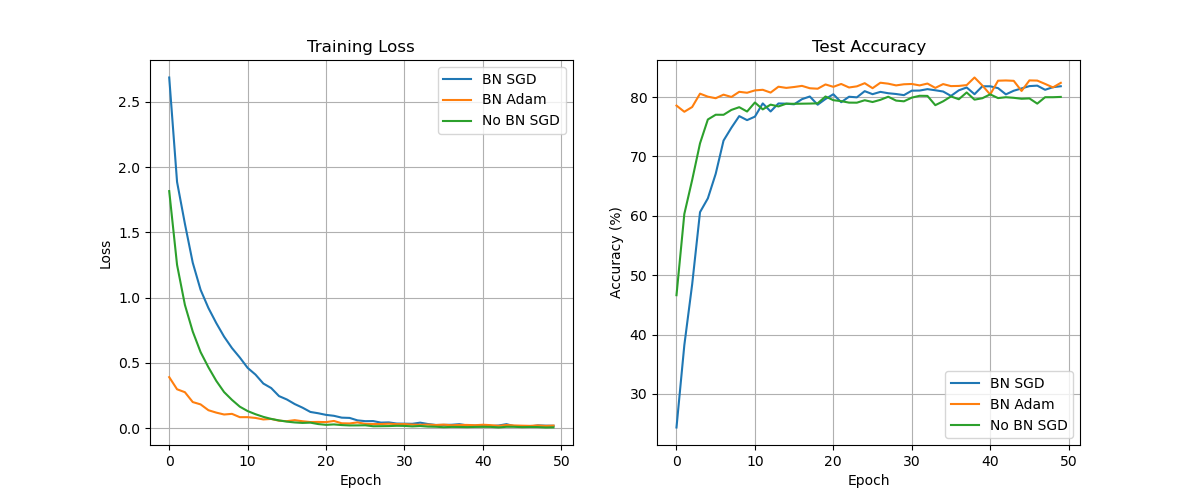 Training Loss
2.5
2.0
1.5
1.0
0.5
0.0
Loss
BN SGD
BN Adam
No BN SGD
0 10 20 30 40 50
Epoch
Test Accuracy
80
70
60
50
40
30
Accuracy (%)
BN SGD
BN Adam
No BN SGD
0 10 20 30 40 50
Epoch